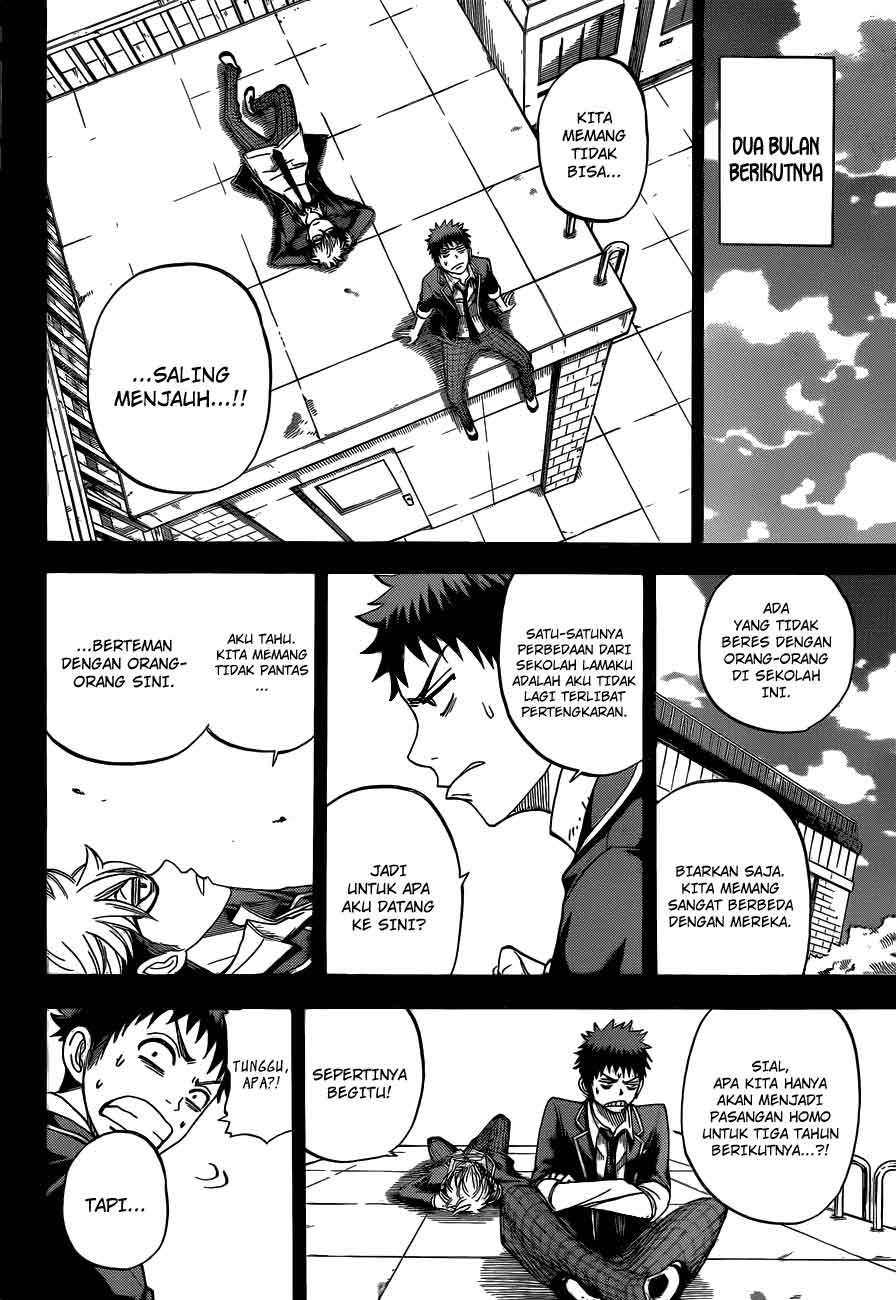 DUA BULAN
BERIKUTNYA
KITA
MEMANG
TIDAK
BISA...
...SALING
MENJAUH...!!
ADA
YANG TIDAK
BERES DENGAN
ORANG-ORANG
DI SEKOLAH
INI.
BIARKAN SAJA.
KITA MEMANG
SANGAT BERBEDA
DENGAN MEREKA.
SATU-SATUNYA
PERBEDAAN DARI
SEKOLAH LAMAKU
ADALAH AKU TIDAK
LAGI TERLIBAT
PERTENGKARAN.
JADI
UNTUK APA
AKU DATANG
KE SINI?
AKU TAHU.
KITA MEMANG
TIDAK PANTAS
...
...BERTEMAN
DENGAN ORANG-
ORANG SINI.
SIAL,
APA KITA HANYA
AKAN MENJADI
PASANGAN HOMO
UNTUK TIGA TAHUN
BERIKUTNYA...?!
SEPERTINYA
BEGITU!
TUNGGU,
APA?!
TAPI...